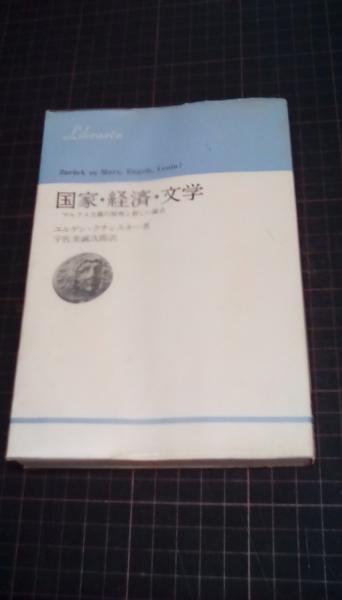 Libraria
Zurück zu Marx, Engels, Lenin!
国家・経済・文学
マルクス主義の原理と新しい論点
ユルゲン・クチンスキー著
宇佐美誠次郎訳